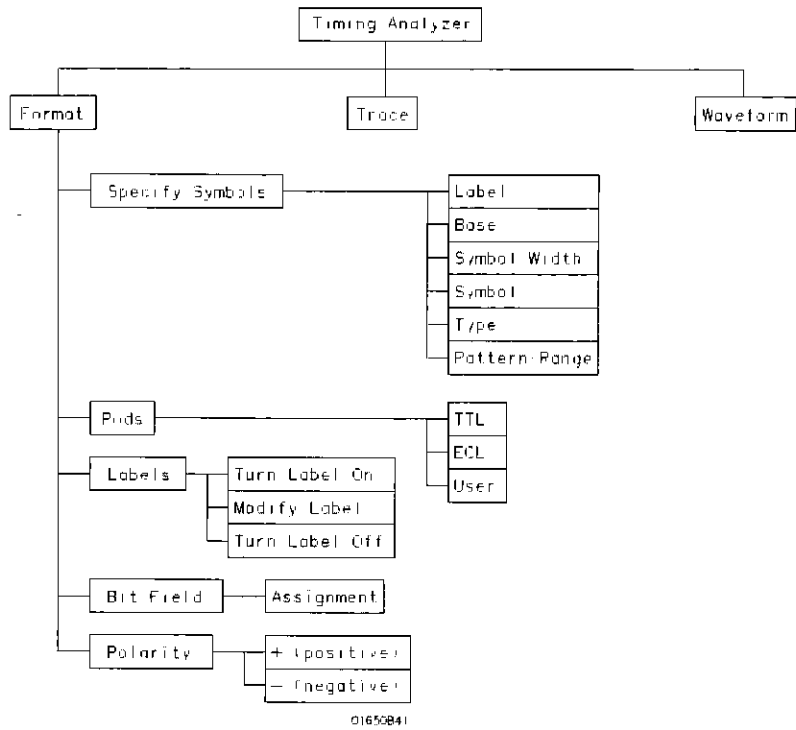 Timing Analyzer
Format
Trace
Waveform
Specify Symbols
Label
Base
Symbol Width
Symbol
Type
Pattern/Range
Pods
TTL
ECL
User
Labels
Turn Label On
Modify Label
Turn Label Off
Bit Field
Assignment
Polarity
+ (positive)
- (negative)
01650B41